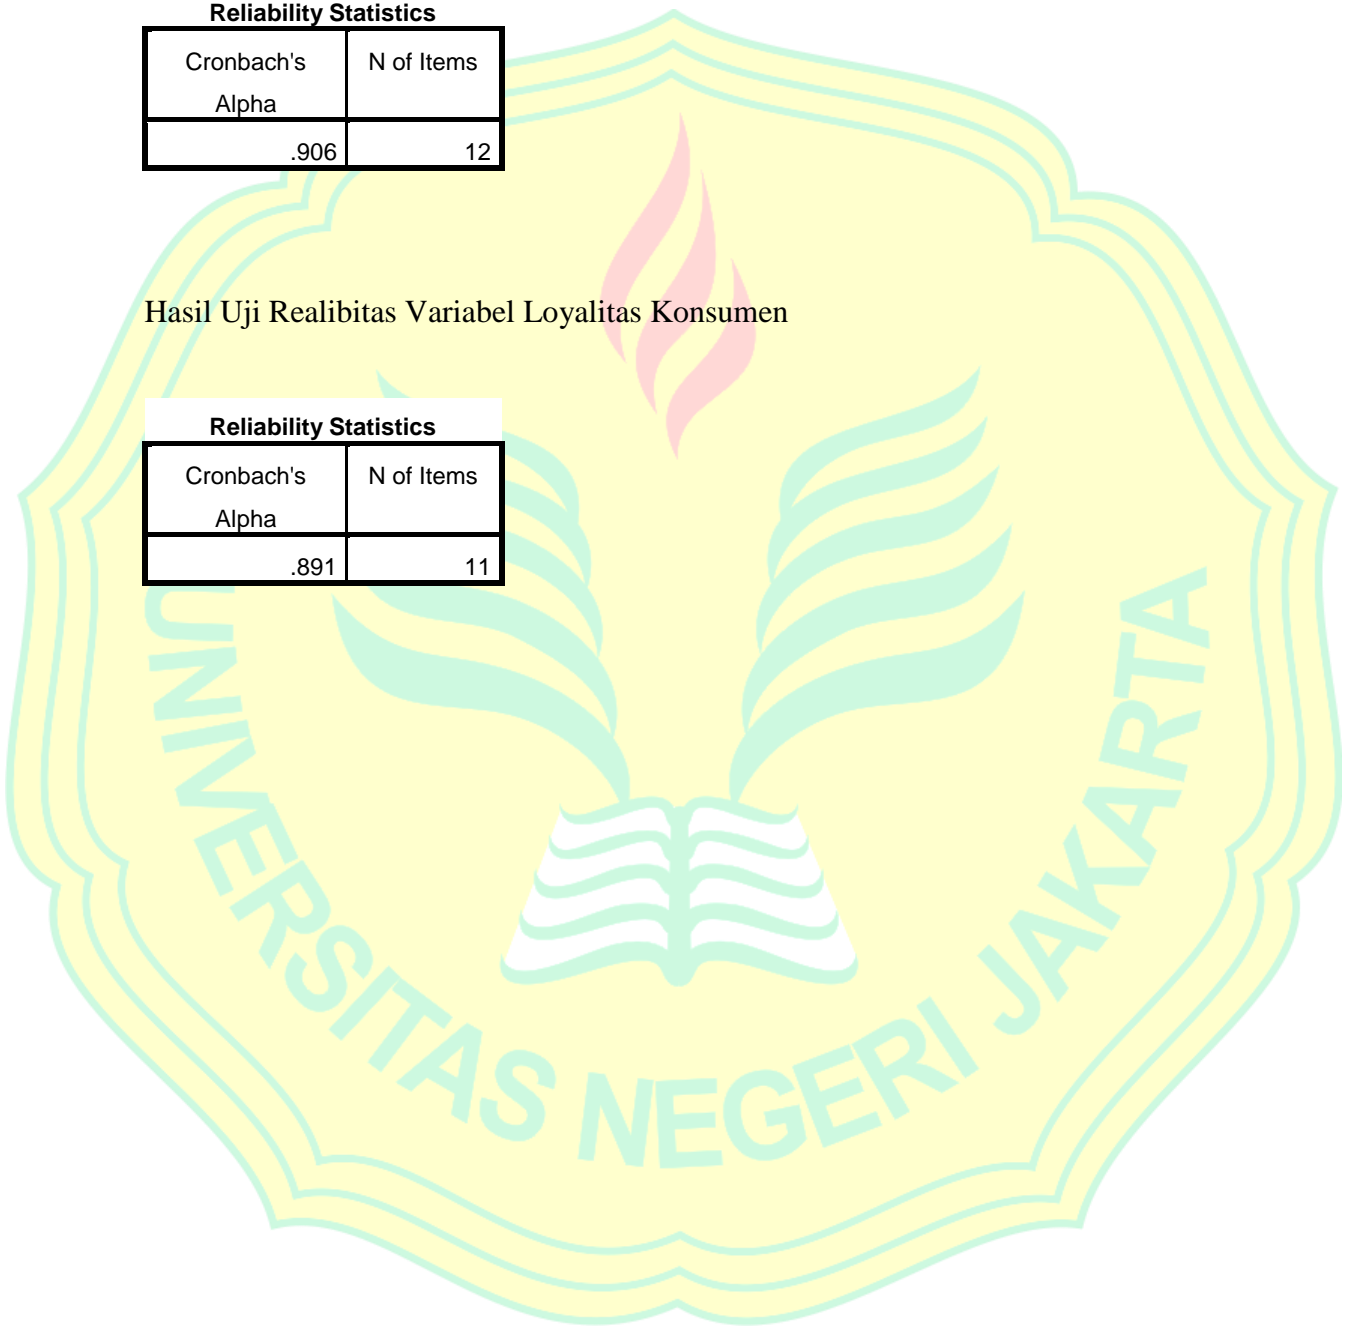 Reliability Statistics
Cronbach's Alpha N of Items
.906 12
Hasil Uji Realibitas Variabel Loyalitas Konsumen
Reliability Statistics
Cronbach's Alpha N of Items
.891 11
UNIVERSITAS NEGERI JAKARTA